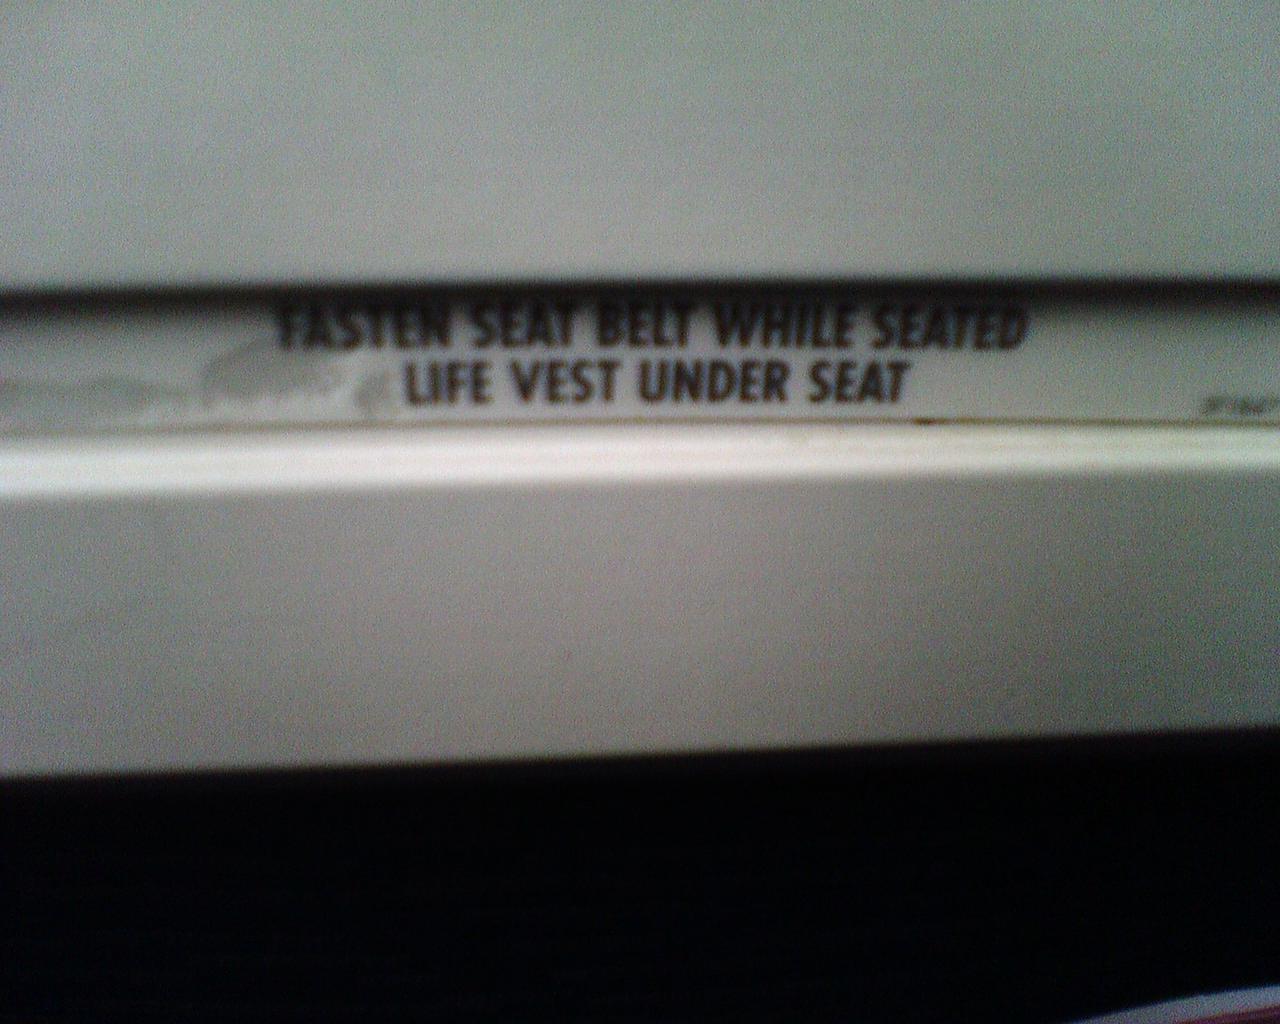 FASTEN SEAT BELT WHILE SEATED
LIFE VEST UNDER SEAT